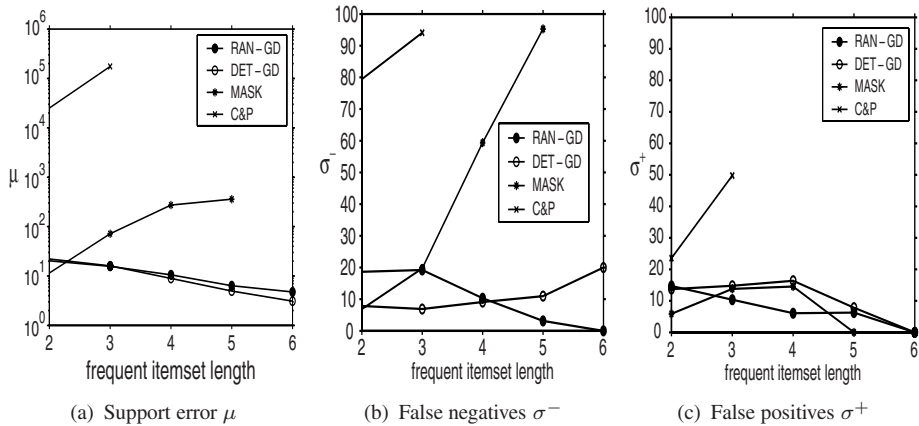 10^6
10^5
10^4
10^3
10^2
10^1
10^0
μ
2 3 4 5 6
frequent itemset length
RAN-GD
DET-GD
MASK
C&P
(a) Support error μ
100
90
80
70
60
50
40
30
20
10
0
σ^-
2 3 4 5 6
frequent itemset length
RAN-GD
DET-GD
MASK
C&P
(b) False negatives σ^−
100
90
80
70
60
50
40
30
20
10
0
σ^+
2 3 4 5 6
frequent itemset length
RAN-GD
DET-GD
MASK
C&P
(c) False positives σ^+